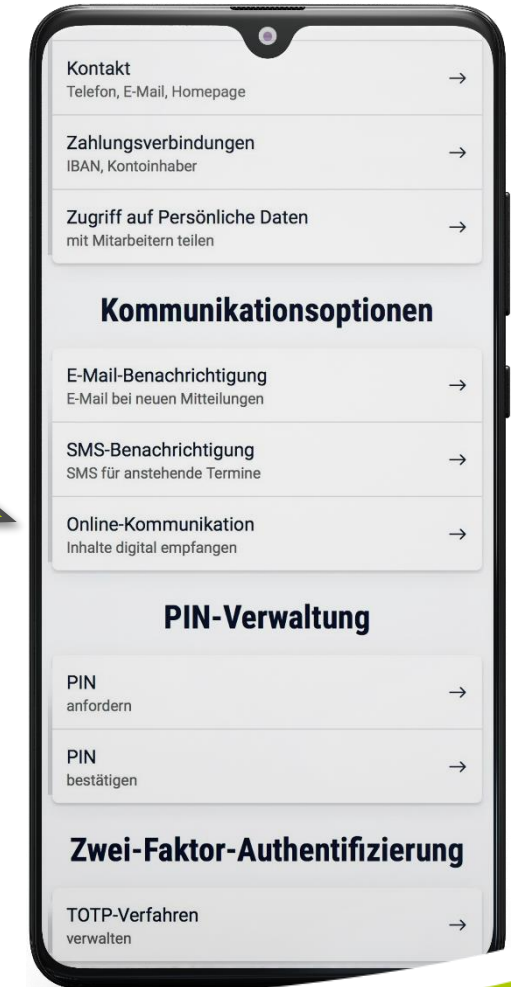 Kontakt
Telefon, E-Mail, Homepage
Zahlungsverbindungen
IBAN, Kontoinhaber
Zugriff auf Persönliche Daten
mit Mitarbeitern teilen
Kommunikationsoptionen
E-Mail-Benachrichtigung
E-Mail bei neuen Mitteilungen
SMS-Benachrichtigung
SMS für anstehende Termine
Online-Kommunikation
Inhalte digital empfangen
PIN-Verwaltung
PIN
anfordern
PIN
bestätigen
Zwei-Faktor-Authentifizierung
TOTP-Verfahren
verwalten